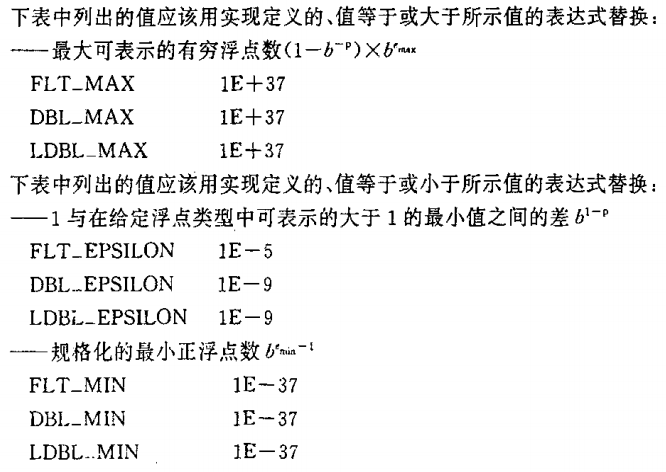 下表中列出的值应该用实现定义的、值等于或大于所示值的表达式替换：
——最大可表示的有穷浮点数(1－b⁻ᵖ)×b^eₘₐₓ
FLT_MAX 1E＋37
DBL_MAX 1E＋37
LDBL_MAX 1E＋37
下表中列出的值应该用实现定义的、值等于或小于所示值的表达式替换：
——1与在给定浮点类型中可表示的大于1的最小值之间的差b¹⁻ᵖ
FLT_EPSILON 1E－5
DBL_EPSILON 1E－9
LDBL_EPSILON 1E－9
——规格化的最小正浮点数b^eₘᵢₙ⁻¹
FLT_MIN 1E－37
DBL_MIN 1E－37
LDBL_MIN 1E－37